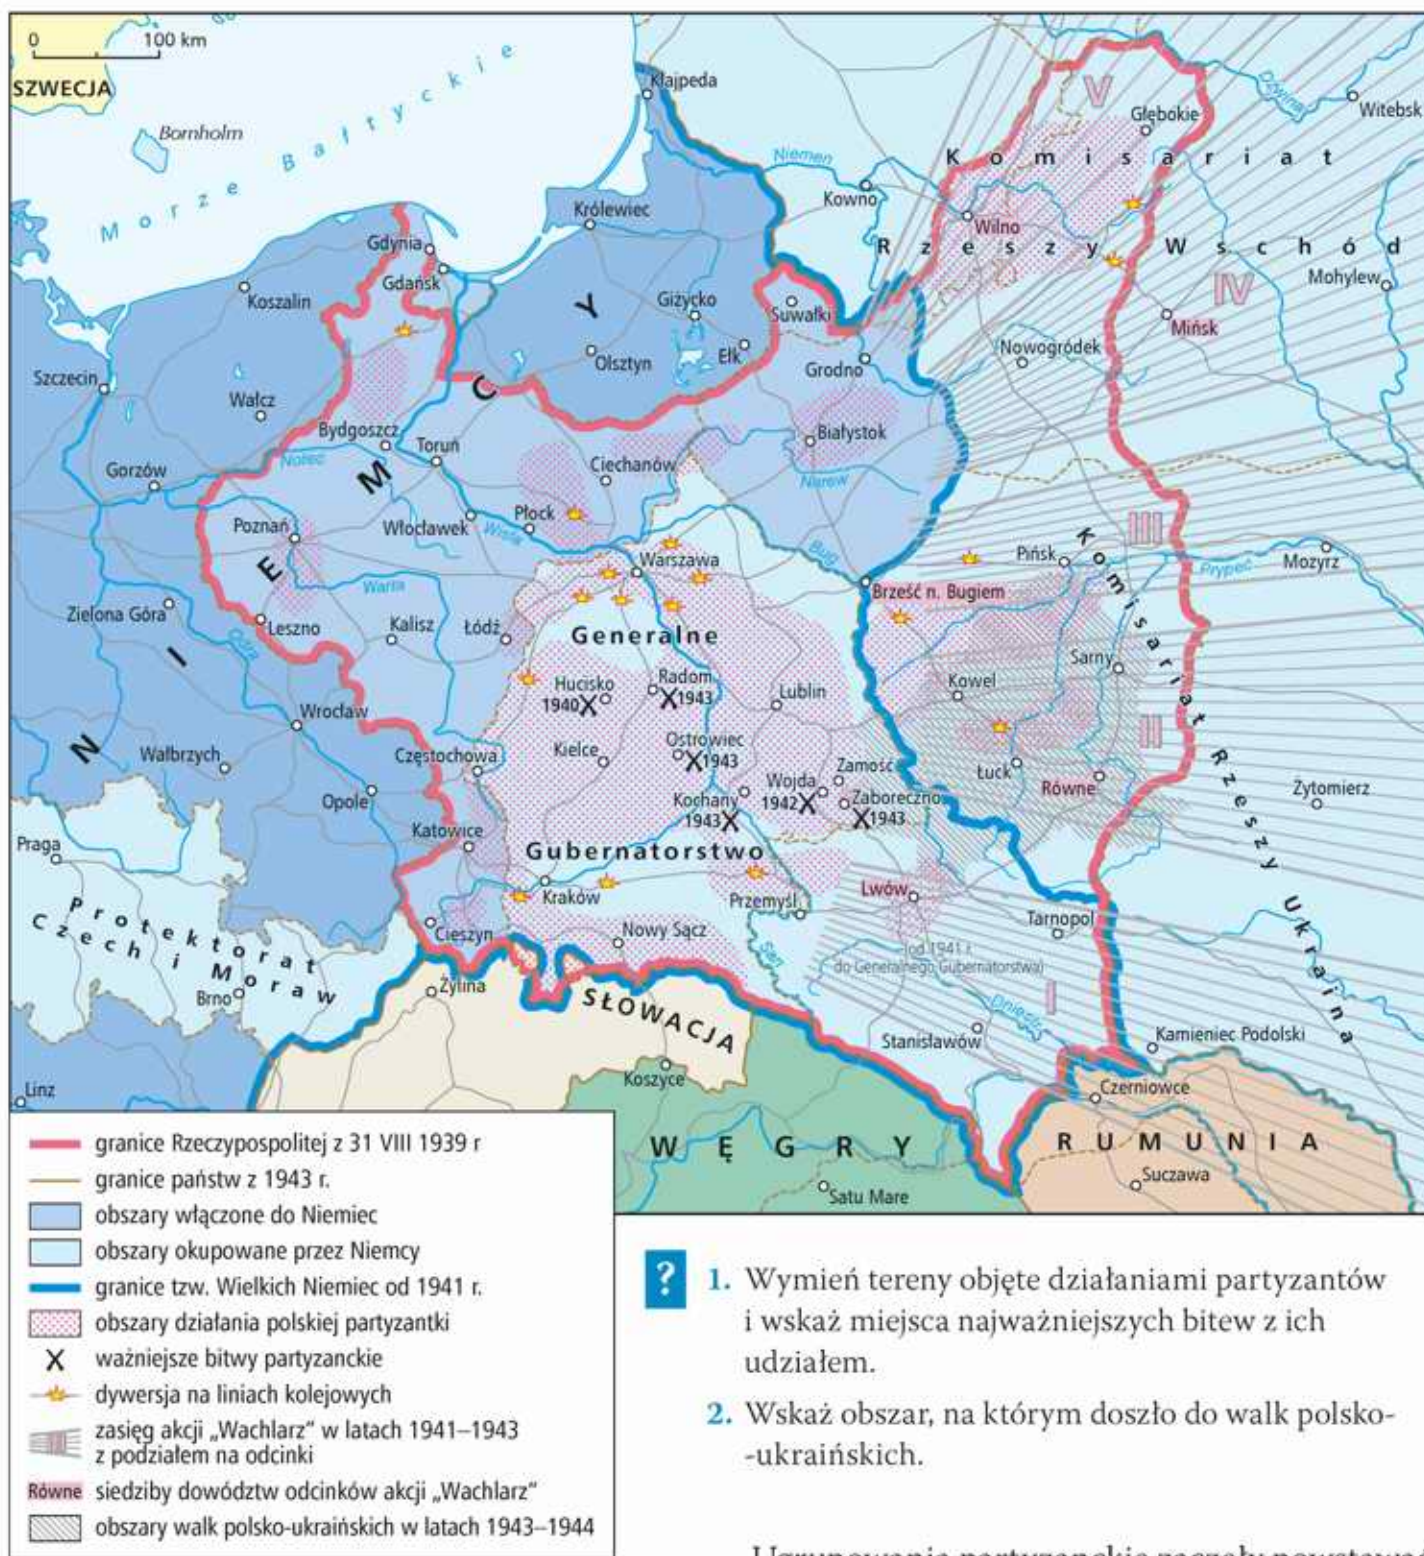 0 100 km
SZWECJA
Bornholm
Morze Bałtyckie
Kłajpeda
Niemen
Kowno
Dźwina
Witebsk
V
Głębokie
Komisariat
Rzeszy Wschód
Wilno
IV
Mohylew
Mińsk
Nowogródek
Królewiec
Gdynia
Gdańsk
Koszalin
Giżycko
Suwałki
Olsztyn
Ełk
Grodno
Szczecin
Wałcz
NIEMCY
Bydgoszcz
Toruń
Noteć
Ciechanów
Białystok
Narew
Gorzów
Poznań
Włocławek
Płock
Wisła
Warszawa
Bug
Brześć n. Bugiem
Pińsk
III
Prypeć
Mozyrz
Komisariat Rzeszy Ukraina
Warta
Zielona Góra
Leszno
Kalisz
Łódź
Odra
Generalne
Hucisko
1940
Radom
1943
Lublin
Kowel
Sarny
II
Wrocław
Wałbrzych
Częstochowa
Kielce
Ostrowiec
1943
Wojda
1942
Zamość
Zaboreczno
1943
Kochany
1943
Łuck
Równe
Żytomierz
Opole
Katowice
Gubernatorstwo
Praga
Kraków
Przemyśl
Lwów
Tarnopol
Protektorat
Czech i Moraw
Brno
Cieszyn
Nowy Sącz
San
(od 1941 r.
do Generalnego Gubernatorstwa)
I
Dniestr
Żylina
SŁOWACJA
Stanisławów
Kamieniec Podolski
Koszyce
Czerniowce
Linz
WĘGRY
RUMUNIA
Satu Mare
Suczawa
granice Rzeczypospolitej z 31 VIII 1939 r
granice państw z 1943 r.
obszary włączone do Niemiec
obszary okupowane przez Niemcy
granice tzw. Wielkich Niemiec od 1941 r.
obszary działania polskiej partyzantki
ważniejsze bitwy partyzanckie
dywersja na liniach kolejowych
zasięg akcji „Wachlarz” w latach 1941–1943
z podziałem na odcinki
Równe siedziby dowództw odcinków akcji „Wachlarz”
obszary walk polsko-ukraińskich w latach 1943–1944
?
1. Wymień tereny objęte działaniami partyzantów
i wskaż miejsca najważniejszych bitew z ich
udziałem.
2. Wskaż obszar, na którym doszło do walk polsko-
-ukraińskich.
Ugrupowania partyzanckie zaczęły powstawać